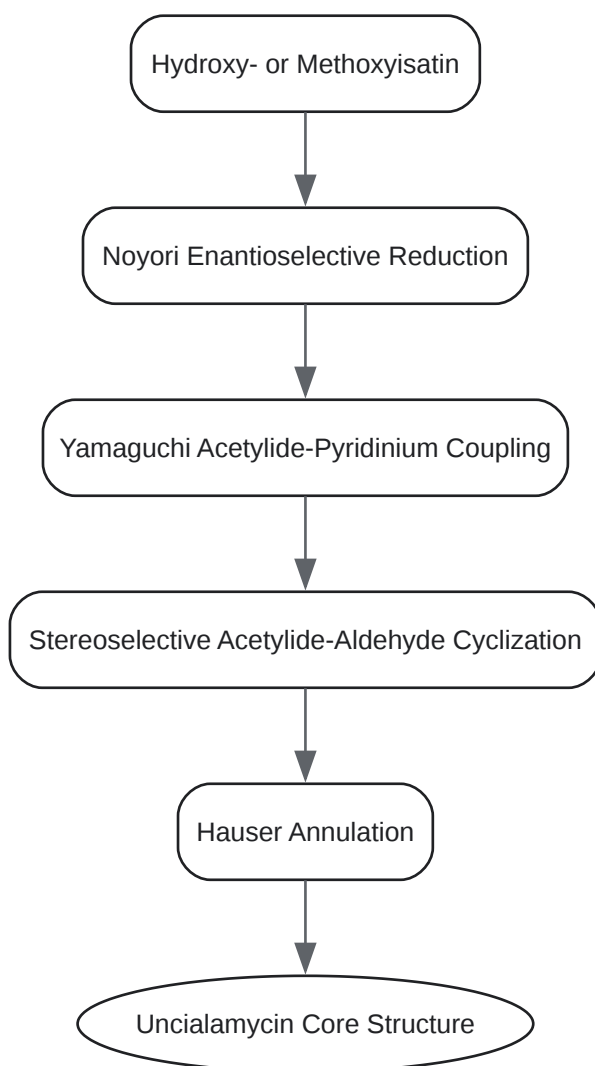 Hydroxy- or Methoxyisatin
Noyori Enantioselective Reduction
Yamaguchi Acetylide-Pyridinium Coupling
Stereoselective Acetylide-Aldehyde Cyclization
Hauser Annulation
Uncialamycin Core Structure